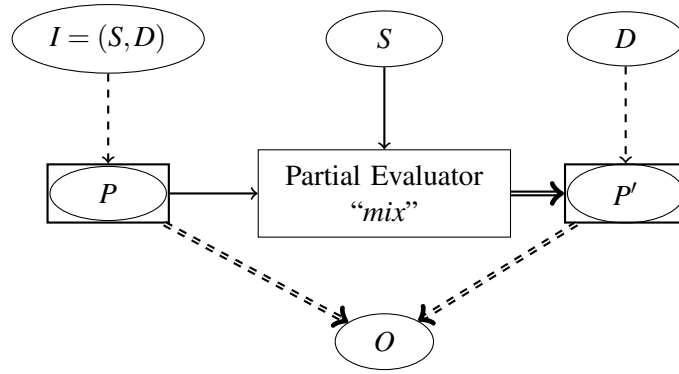 I = (S, D)
S
D
P
Partial Evaluator
“mix”
P′
O